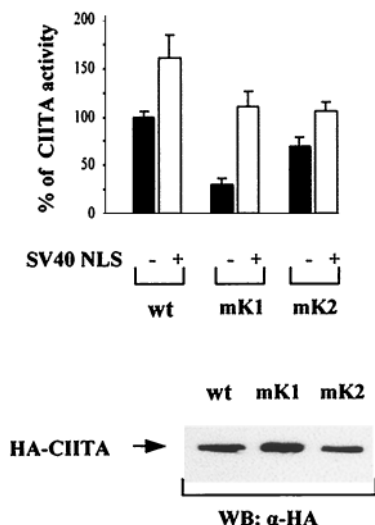 % of CIITA activity
200
150
100
50
0
SV40 NLS - + - + - +
wt mK1 mK2
wt mK1 mK2
HA-CIITA →
WB: α-HA